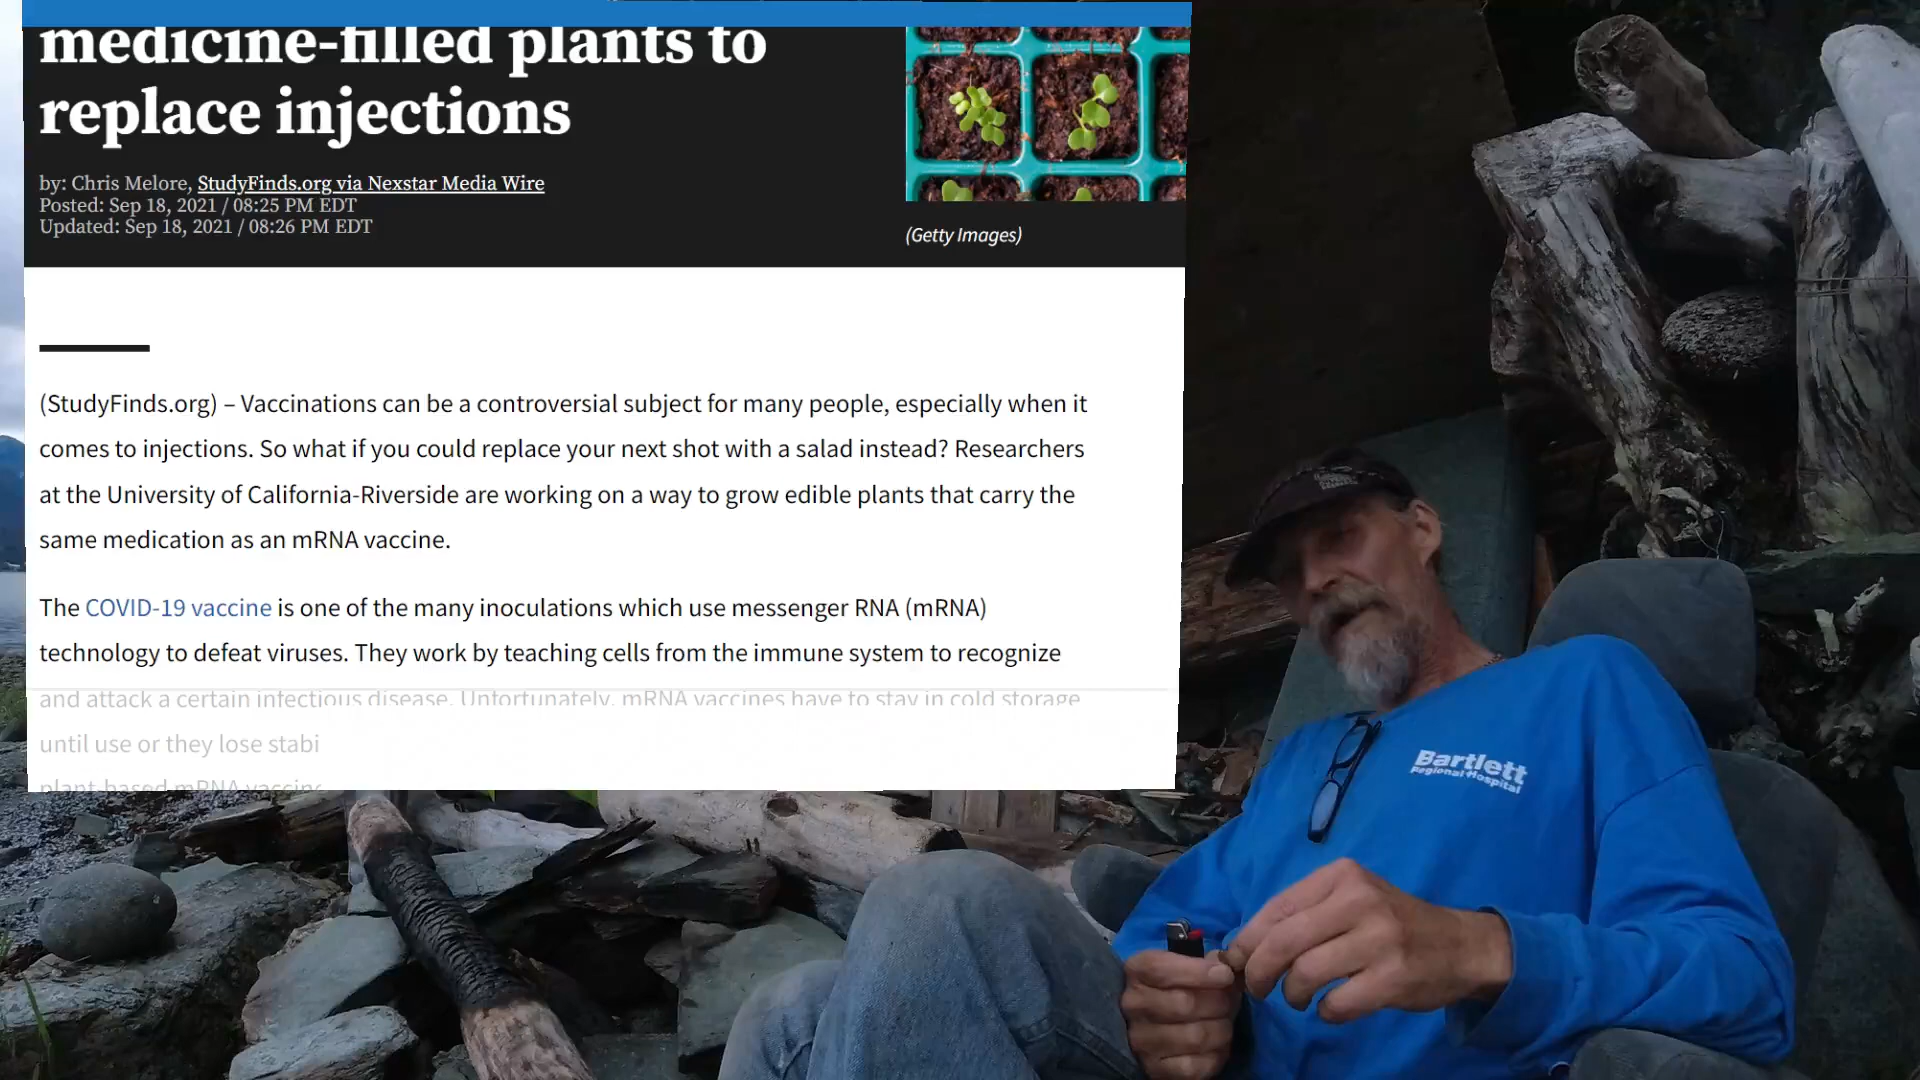 medicine-filled plants to
replace injections
by: Chris Melore, StudyFinds.org via Nexstar Media Wire
Posted: Sep 18, 2021 / 08:25 PM EDT
Updated: Sep 18, 2021 / 08:26 PM EDT
(Getty Images)
(StudyFinds.org) – Vaccinations can be a controversial subject for many people, especially when it
comes to injections. So what if you could replace your next shot with a salad instead? Researchers
at the University of California-Riverside are working on a way to grow edible plants that carry the
same medication as an mRNA vaccine.
The COVID-19 vaccine is one of the many inoculations which use messenger RNA (mRNA)
technology to defeat viruses. They work by teaching cells from the immune system to recognize
and attack a certain infectious disease. Unfortunately, mRNA vaccines have to stay in cold storage
until use or they lose stabi
plant-based mRNA vaccine
Bartlett
Regional Hospital